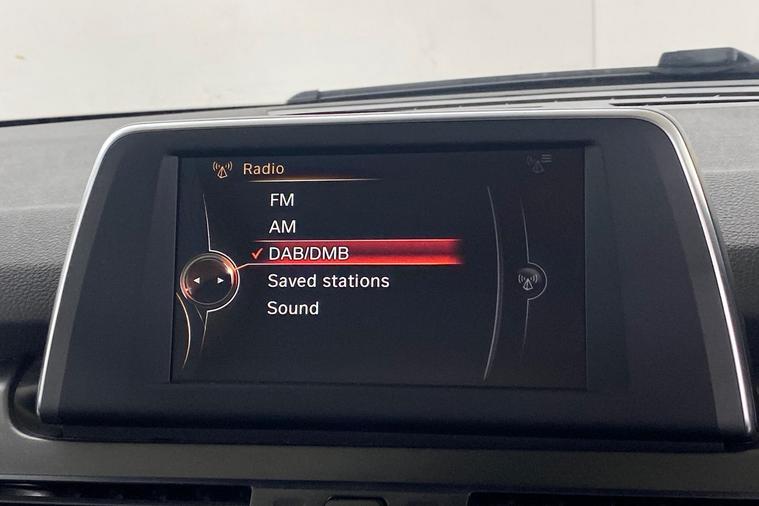 Radio
FM
AM
DAB/DMB
Saved stations
Sound